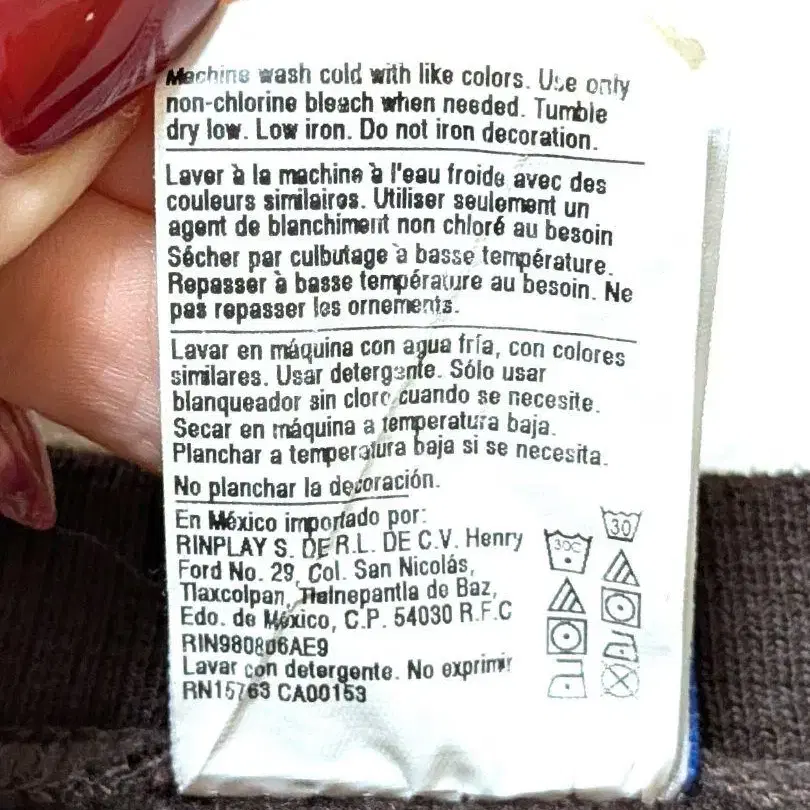 Machine wash cold with like colors. Use only
non-chlorine bleach when needed. Tumble
dry low. Low iron. Do not iron decoration.
Laver à la machine à l'eau froide avec des
couleurs similaires. Utiliser seulement un
agent de blanchiment non chloré au besoin
Sécher par culbutage à basse température.
Repasser à basse température au besoin. Ne
pas repasser les ornements.
Lavar en máquina con agua fría, con colores
similares. Usar detergente. Sólo usar
blanqueador sin cloro cuando se necesite.
Secar en máquina a temperatura baja.
Planchar a temperatura baja si se necesita.
No planchar la decoración.
En México importado por:
RINPLAY S. DE R.L. DE C.V. Henry
Ford No. 29, Col. San Nicolás,
Tlaxcolpan, Tlalnepantla de Baz,
Edo. de México, C.P. 54030 R.F.C
RIN980806AE9
Lavar con detergente. No exprimir
RN15763 CA00153
30C
30